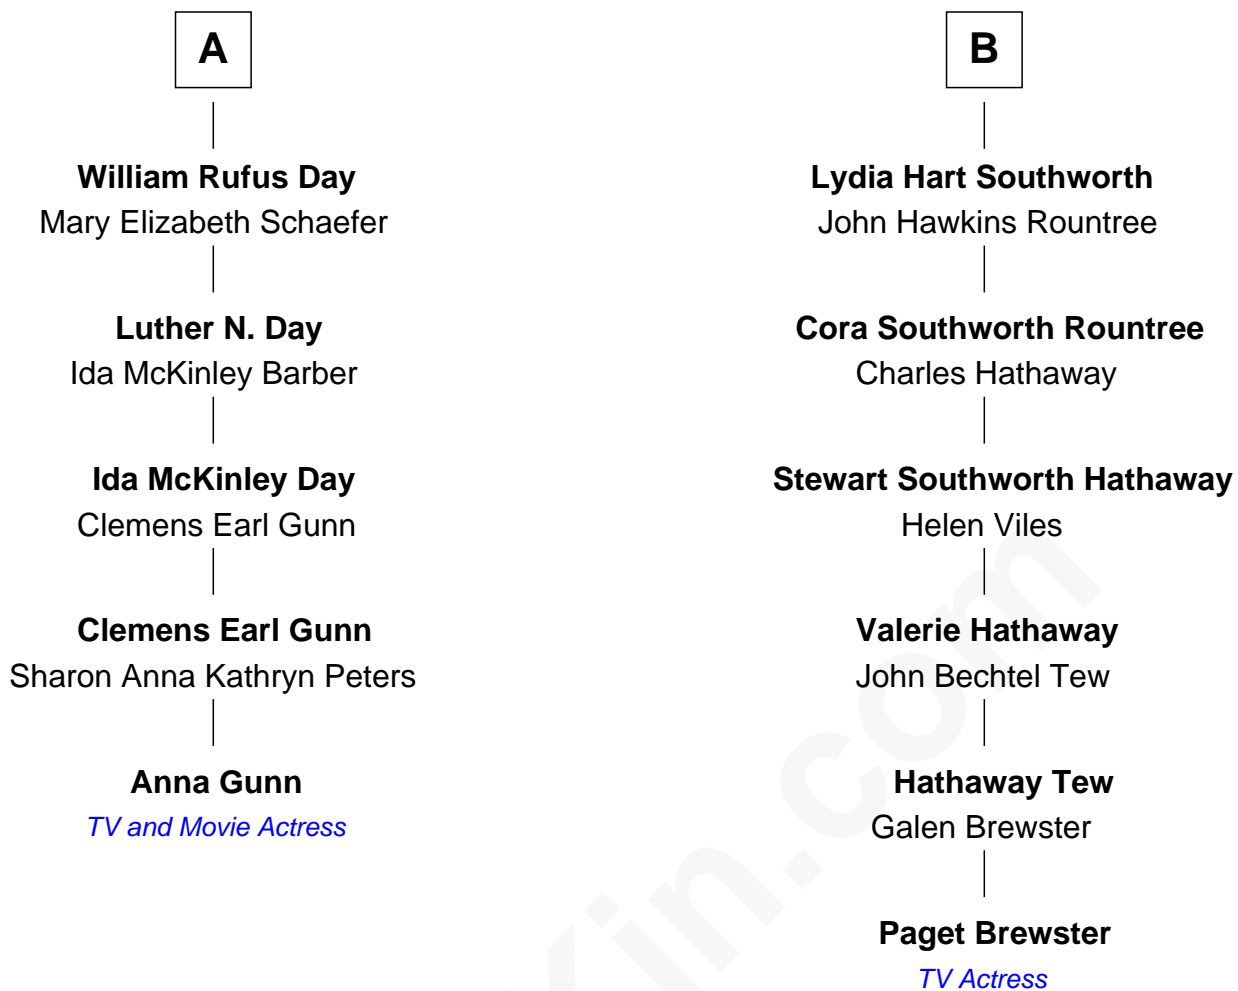 A
William Rufus Day
Mary Elizabeth Schaefer
Luther N. Day
Ida McKinley Barber
Ida McKinley Day
Clemens Earl Gunn
Clemens Earl Gunn
Sharon Anna Kathryn Peters
Anna Gunn
TV and Movie Actress
B
Lydia Hart Southworth
John Hawkins Rountree
Cora Southworth Rountree
Charles Hathaway
Stewart Southworth Hathaway
Helen Viles
Valerie Hathaway
John Bechtel Tew
Hathaway Tew
Galen Brewster
Paget Brewster
TV Actress
Kin.com